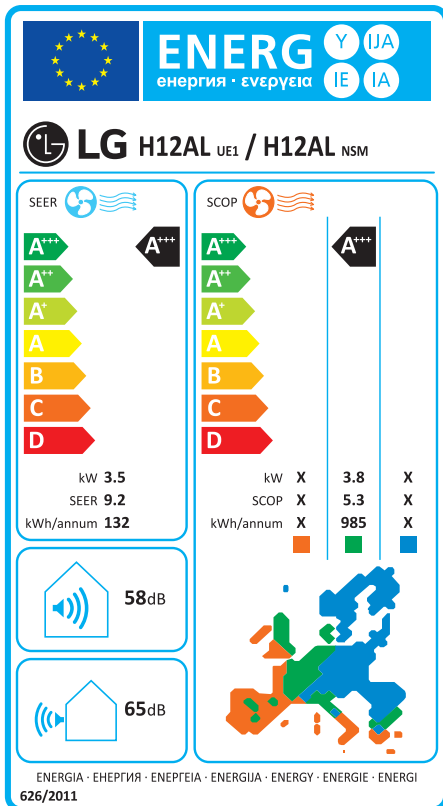 ENERG
енергия · ενεργεια
Y IJA
IE IA
LG H12AL UE1 / H12AL NSM
SEER
A+++
A+++
A++
A+
A
B
C
D
kW 3.5
SEER 9.2
kWh/annum 132
SCOP
A+++
A+++
A++
A+
A
B
C
D
kW X 3.8 X
SCOP X 5.3 X
kWh/annum X 985 X
58dB
65dB
ENERGIA · ЕНЕРГИЯ · ΕΝΕΡΓΕΙΑ · ENERGIJA · ENERGY · ENERGIE · ENERGI
626/2011